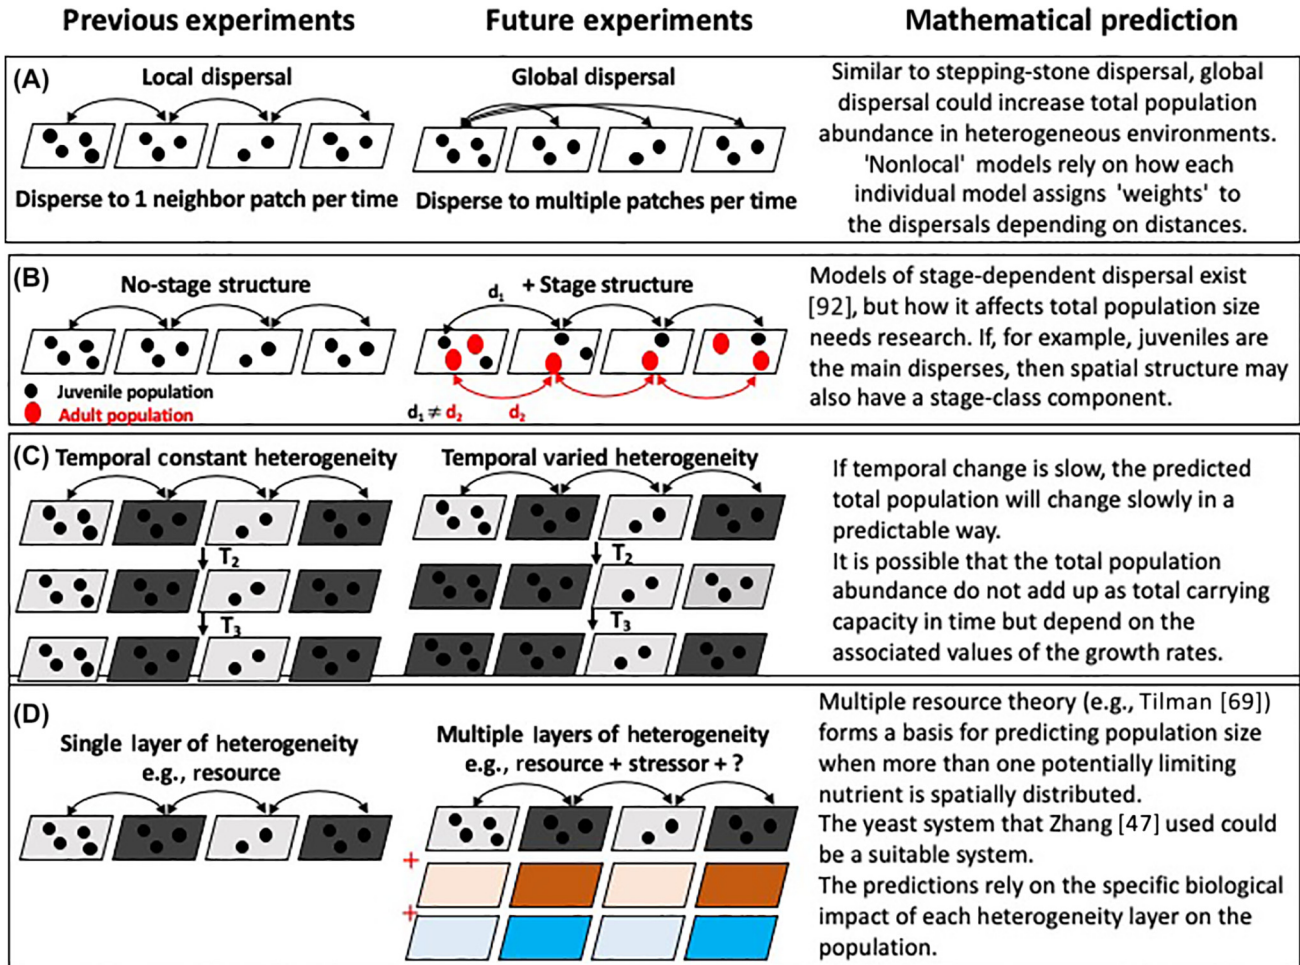 Previous experiments
Future experiments
Mathematical prediction
(A)
Local dispersal
Disperse to 1 neighbor patch per time
Global dispersal
Disperse to multiple patches per time
Similar to stepping-stone dispersal, global
dispersal could increase total population
abundance in heterogeneous environments.
'Nonlocal' models rely on how each
individual model assigns 'weights' to
the dispersals depending on distances.
(B)
No-stage structure
Juvenile population
Adult population
d₁
+ Stage structure
d₁ ≠ d₂
d₂
Models of stage-dependent dispersal exist
[92], but how it affects total population size
needs research. If, for example, juveniles are
the main disperses, then spatial structure may
also have a stage-class component.
(C)
Temporal constant heterogeneity
T₂
T₃
Temporal varied heterogeneity
T₂
T₃
If temporal change is slow, the predicted
total population will change slowly in a
predictable way.
It is possible that the total population
abundance do not add up as total carrying
capacity in time but depend on the
associated values of the growth rates.
(D)
Single layer of heterogeneity
e.g., resource
Multiple layers of heterogeneity
e.g., resource + stressor + ?
+
+
Multiple resource theory (e.g., Tilman [69])
forms a basis for predicting population size
when more than one potentially limiting
nutrient is spatially distributed.
The yeast system that Zhang [47] used could
be a suitable system.
The predictions rely on the specific biological
impact of each heterogeneity layer on the
population.